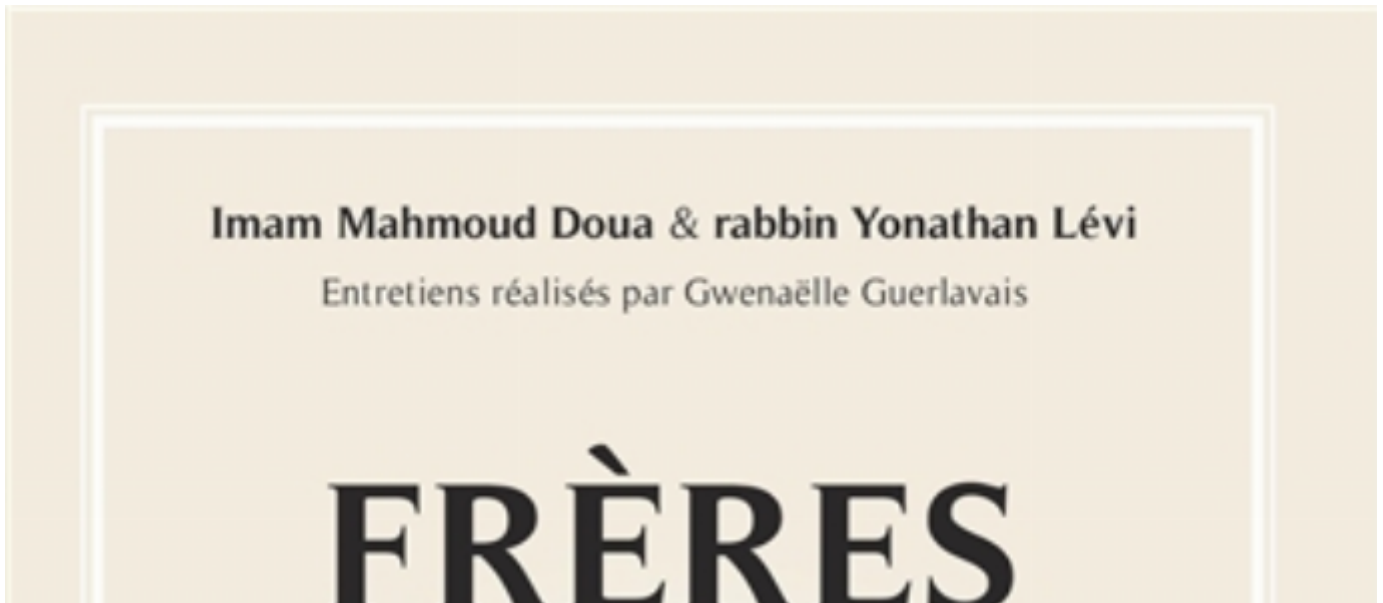 Imam Mahmoud Doua & rabbin Yonathan Lévi
Entretiens réalisés par Gwenaëlle Guerlavais
FRÈRES